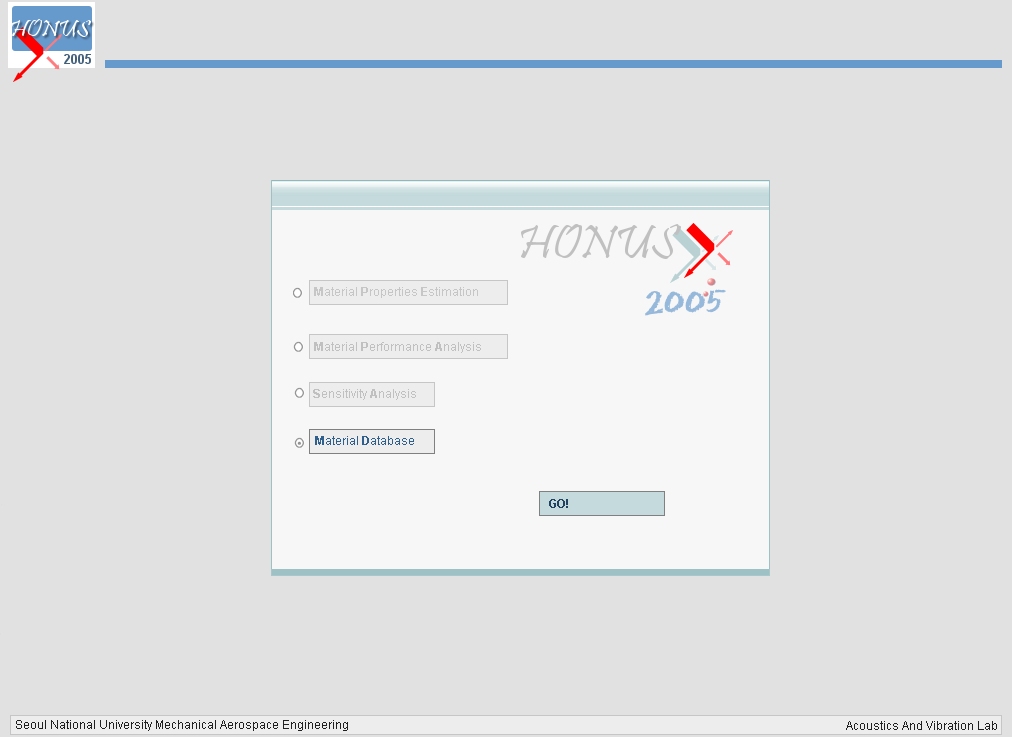 HONUS
2005
HONUS
2005
Material Properties Estimation
Material Performance Analysis
Sensitivity Analysis
Material Database
GO!
Seoul National University Mechanical Aerospace Engineering
Acoustics And Vibration Lab